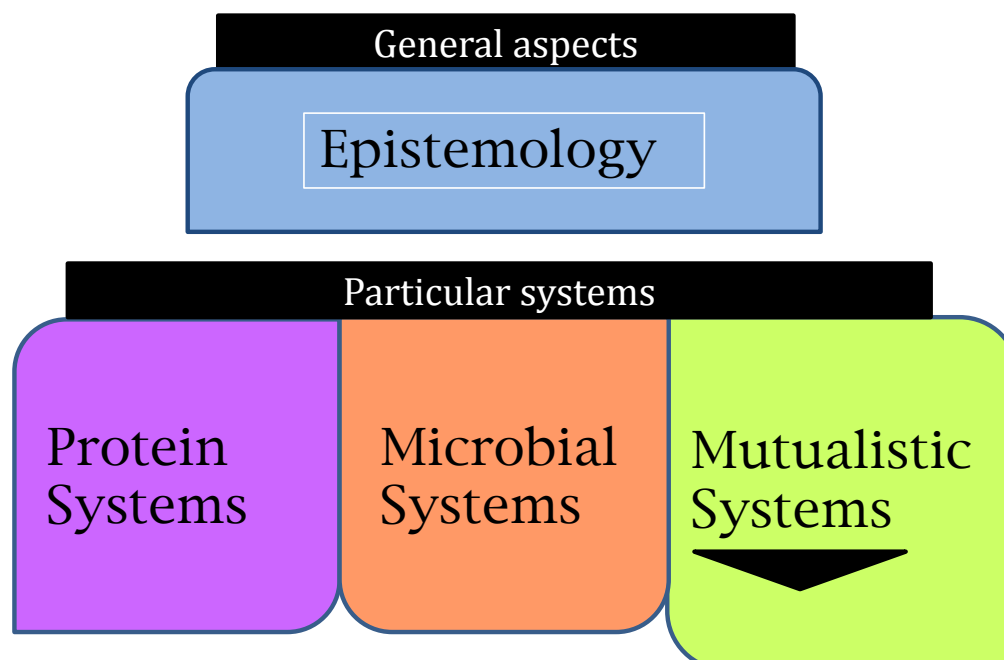 General aspects
Epistemology
Particular systems
Protein
Systems
Microbial
Systems
Mutualistic
Systems